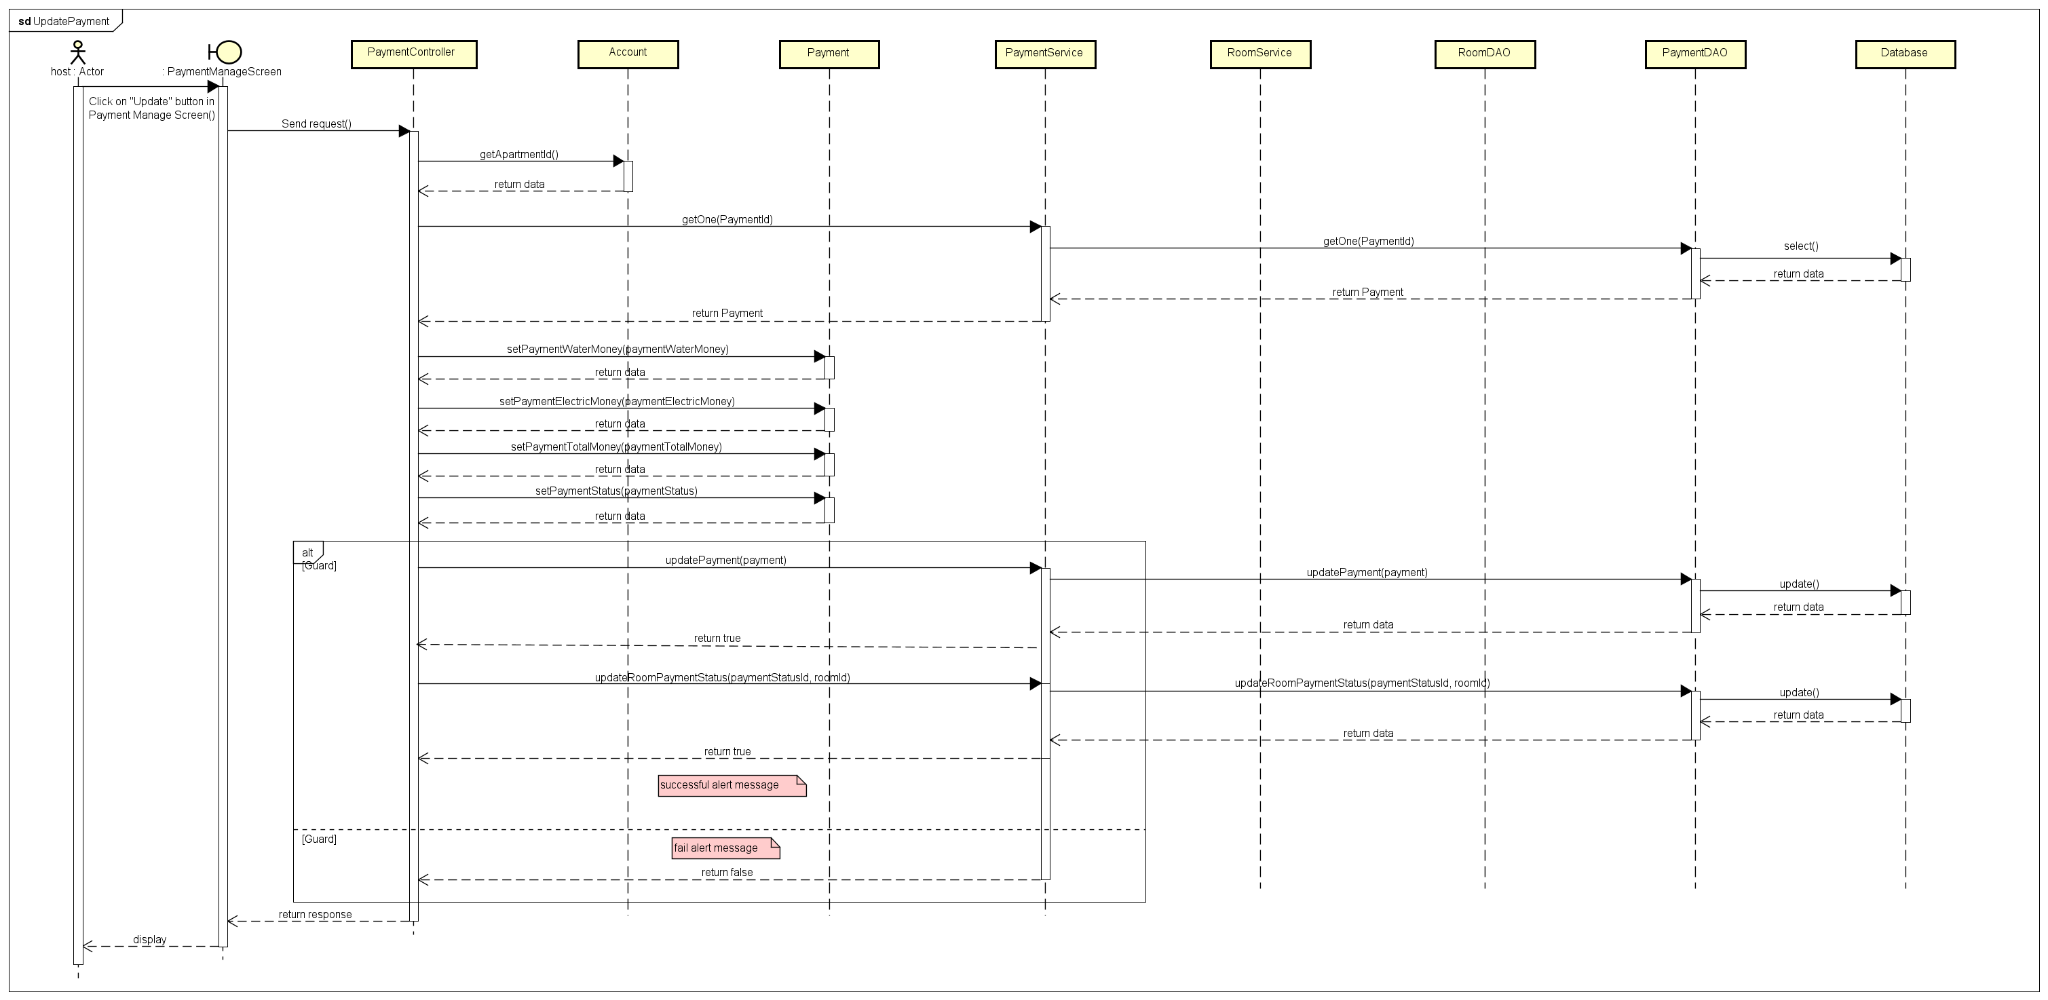 sd UpdatePayment
host : Actor
: PaymentManageScreen
PaymentController
Account
Payment
PaymentService
RoomService
RoomDAO
PaymentDAO
Database
Click on "Update" button in
Payment Manage Screen()
Send request()
getApartmentId()
return data
getOne(PaymentId)
getOne(PaymentId)
select()
return data
return Payment
return Payment
setPaymentWaterMoney(paymentWaterMoney)
return data
setPaymentElectricMoney(paymentElectricMoney)
return data
setPaymentTotalMoney(paymentTotalMoney)
return data
setPaymentStatus(paymentStatus)
return data
alt
[Guard]
updatePayment(payment)
updatePayment(payment)
update()
return data
return data
return true
updateRoomPaymentStatus(paymentStatusId, roomId)
updateRoomPaymentStatus(paymentStatusId, roomId)
update()
return data
return data
return true
successful alert message
[Guard]
fail alert message
return false
return response
display